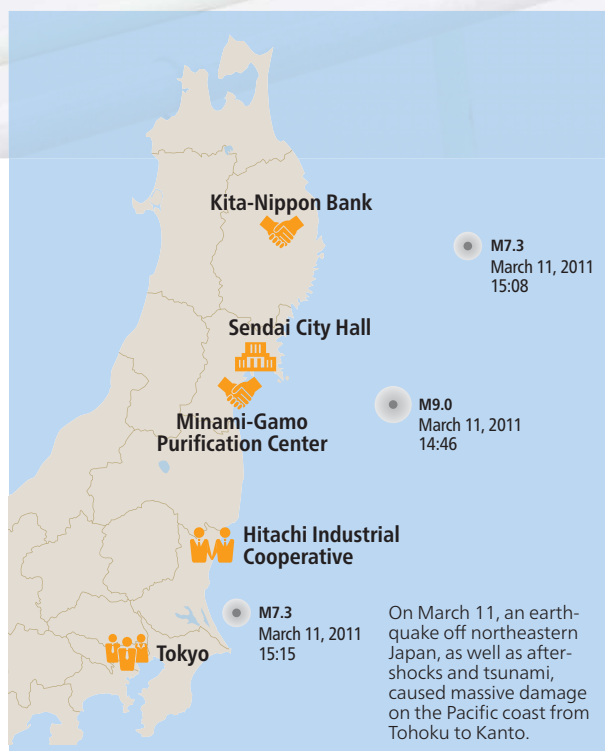 Kita-Nippon Bank
M7.3
March 11, 2011
15:08
Sendai City Hall
M9.0
March 11, 2011
14:46
Minami-Gamo
Purification Center
Hitachi Industrial
Cooperative
M7.3
March 11, 2011
15:15
Tokyo
On March 11, an earth-
quake off northeastern
Japan, as well as after-
shocks and tsunami,
caused massive damage
on the Pacific coast from
Tohoku to Kanto.